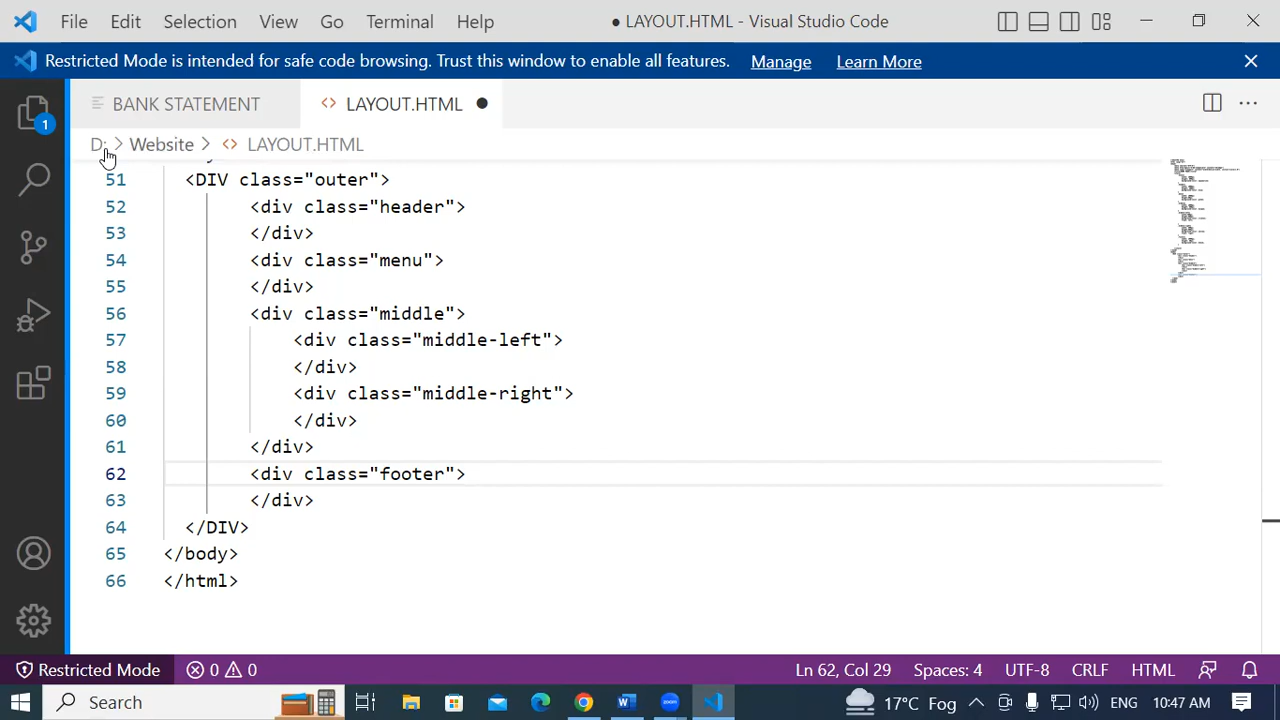 File Edit Selection View Go Terminal Help ● LAYOUT.HTML - Visual Studio Code
Restricted Mode is intended for safe code browsing. Trust this window to enable all features. Manage Learn More
BANK STATEMENT <> LAYOUT.HTML ●
D: > Website > <> LAYOUT.HTML
1
51 <DIV class="outer">
52 <div class="header">
53 </div>
54 <div class="menu">
55 </div>
56 <div class="middle">
57 <div class="middle-left">
58 </div>
59 <div class="middle-right">
60 </div>
61 </div>
62 <div class="footer">
63 </div>
64 </DIV>
65 </body>
66 </html>
Restricted Mode 0 0 Ln 62, Col 29 Spaces: 4 UTF-8 CRLF HTML
Search 17°C Fog ENG 10:47 AM